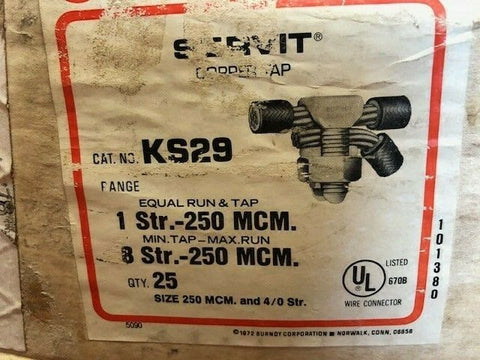 SERVIT®
COPPER TAP
CAT. NO. KS29
RANGE
EQUAL RUN & TAP
1 Str.-250 MCM.
MIN.TAP-MAX.RUN
8 Str.-250 MCM.
QTY. 25
SIZE 250 MCM. and 4/0 Str.
UL
LISTED
670B
WIRE CONNECTOR
5090
©1972 BURNDY CORPORATION • NORWALK, CONN. 06856
101380